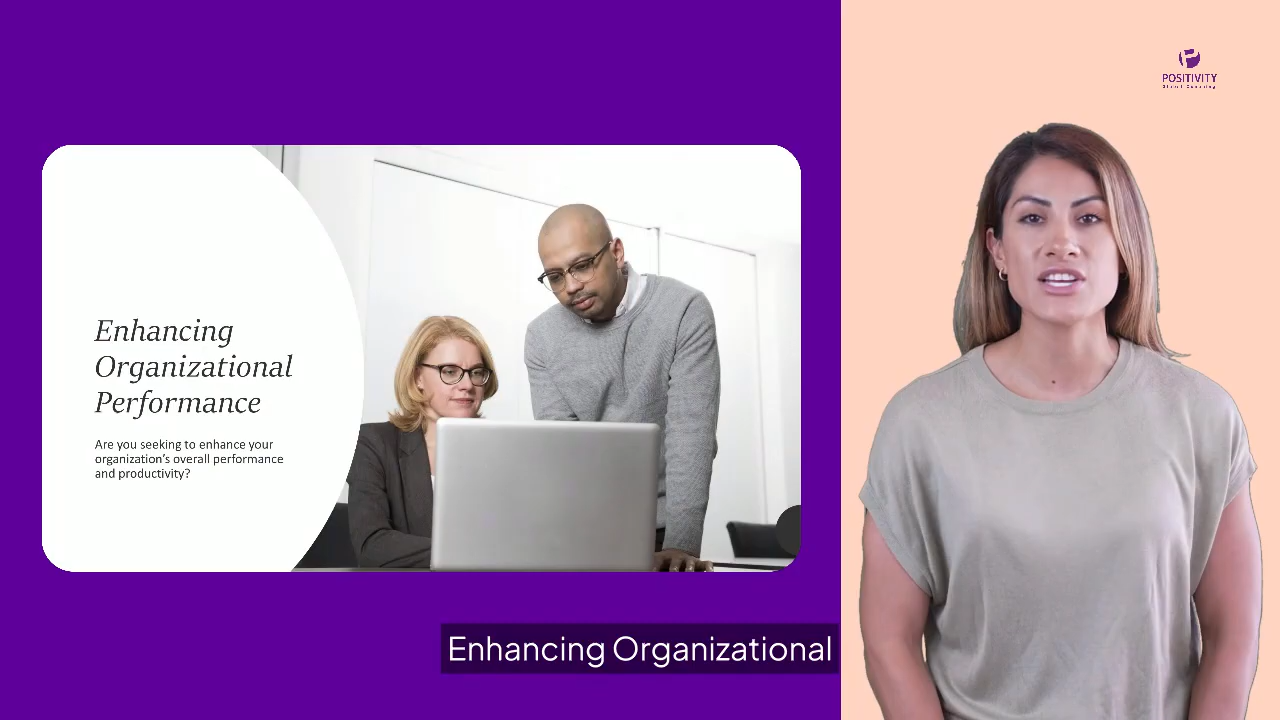 POSITIVITY
Enhancing
Organizational
Performance
Are you seeking to enhance your
organization's overall performance
and productivity?
Enhancing Organizational